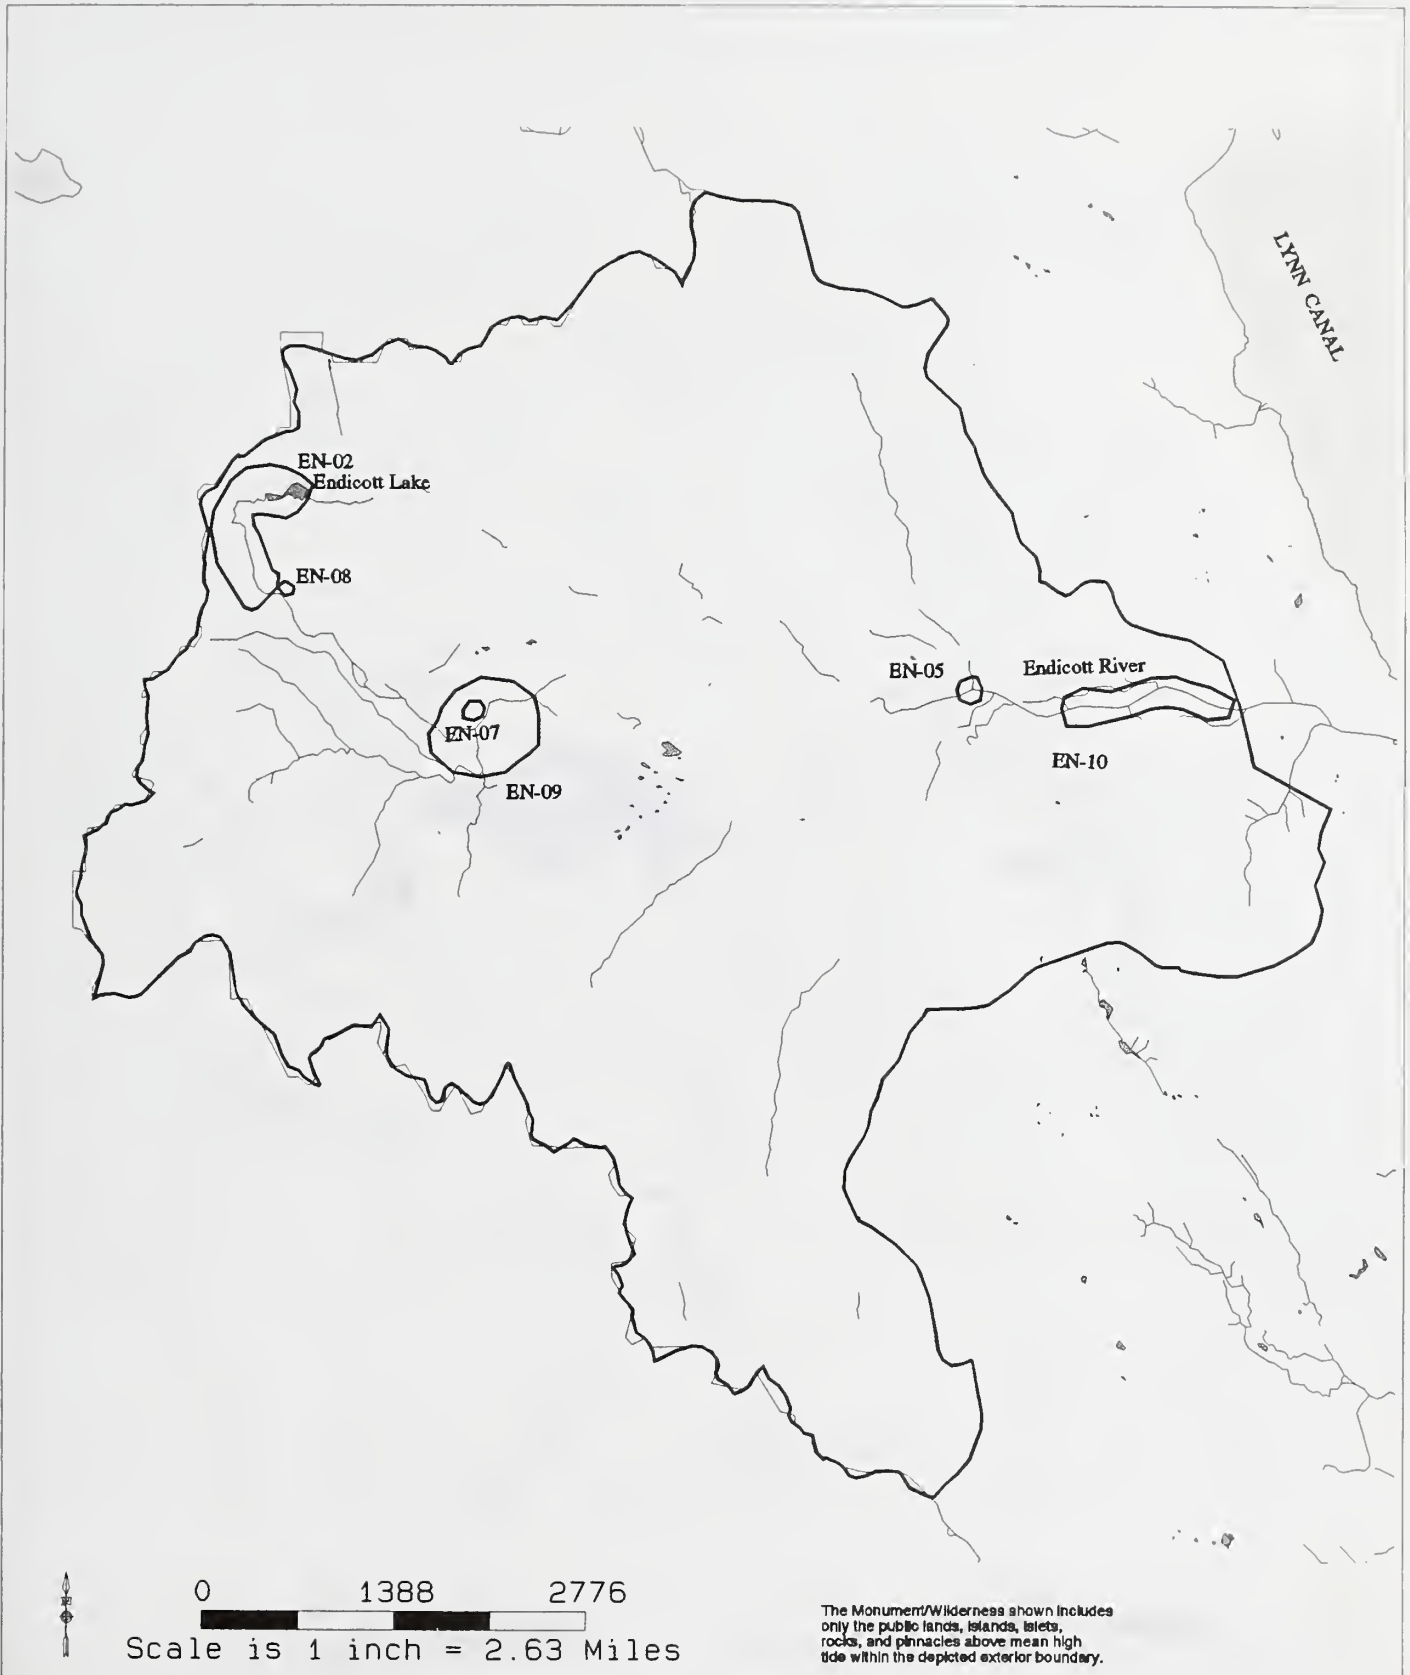 LYNN CANAL
EN-02
Endicott Lake
EN-08
EN-05
Endicott River
EN-07
EN-10
EN-09
0 1388 2776
Scale is 1 inch = 2.63 Miles
The Monument/Wilderness shown includes
only the public lands, islands, islets,
rocks, and pinnacles above mean high
tide within the depicted exterior boundary.